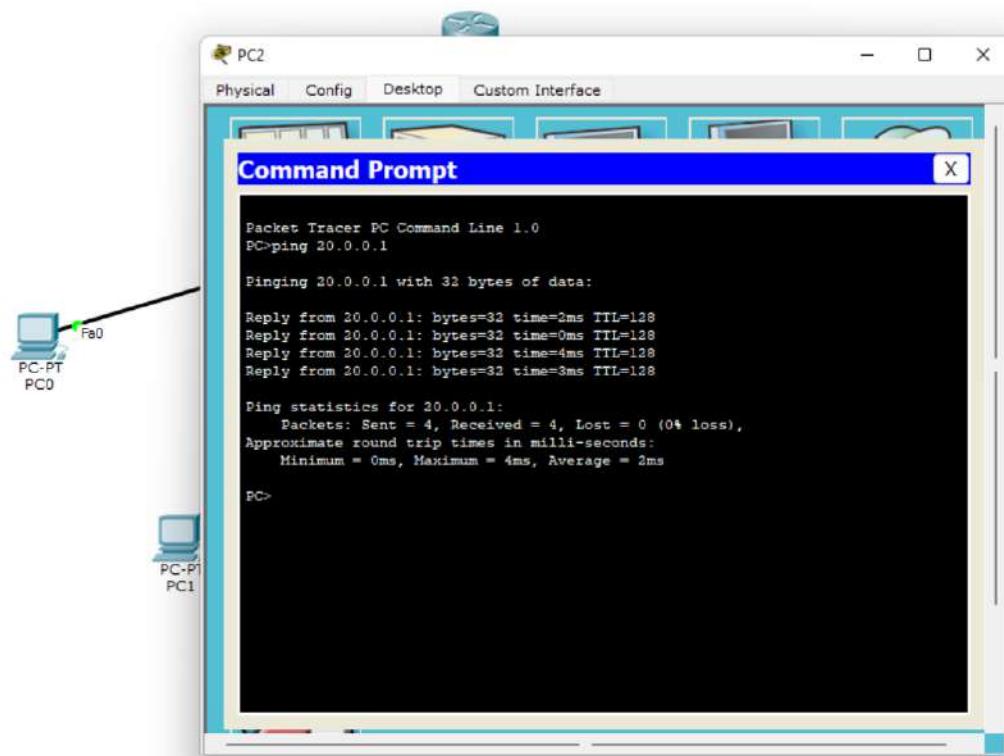 PC2
Physical Config Desktop Custom Interface
Command Prompt
X
Packet Tracer PC Command Line 1.0
PC>ping 20.0.0.1
Pinging 20.0.0.1 with 32 bytes of data:
Reply from 20.0.0.1: bytes=32 time=2ms TTL=128
Reply from 20.0.0.1: bytes=32 time=0ms TTL=128
Reply from 20.0.0.1: bytes=32 time=4ms TTL=128
Reply from 20.0.0.1: bytes=32 time=3ms TTL=128
Ping statistics for 20.0.0.1:
Packets: Sent = 4, Received = 4, Lost = 0 (0% loss),
Approximate round trip times in milli-seconds:
Minimum = 0ms, Maximum = 4ms, Average = 2ms
PC>
Fa0
PC-PT
PC0
PC-PT
PC1